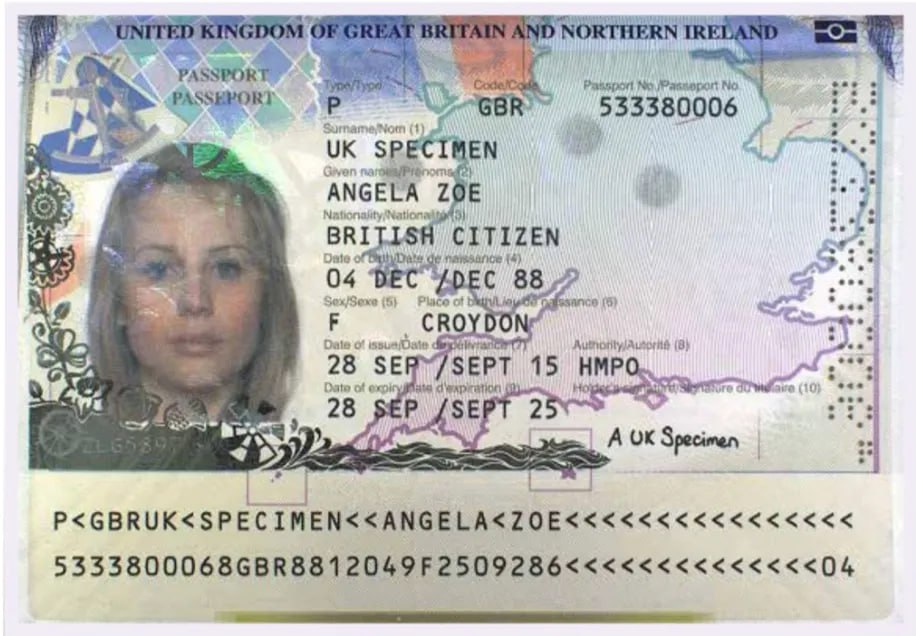 UNITED KINGDOM OF GREAT BRITAIN AND NORTHERN IRELAND
PASSPORT
PASSEPORT
Type/Type Code/Code Passport No./Passeport No.
P GBR 533380006
Surname/Nom (1)
UK SPECIMEN
Given names/Prénoms (2)
ANGELA ZOE
Nationality/Nationalité (3)
BRITISH CITIZEN
Date of birth/Date de naissance (4)
04 DEC /DEC 88
Sex/Sexe (5) Place of birth/Lieu de naissance (6)
F CROYDON
Date of issue/Date de délivrance (7) Authority/Autorité (8)
28 SEP /SEPT 15 HMPO
Date of expiry/Date d'expiration (9) Holder's signature/Signature du titulaire (10)
28 SEP /SEPT 25
A UK Specimen
P<GBRUK<SPECIMEN<<ANGELA<ZOE<<<<<<<<<<<<<<<<<
5333800068GBR8812049F2509286<<<<<<<<<<<<<<04